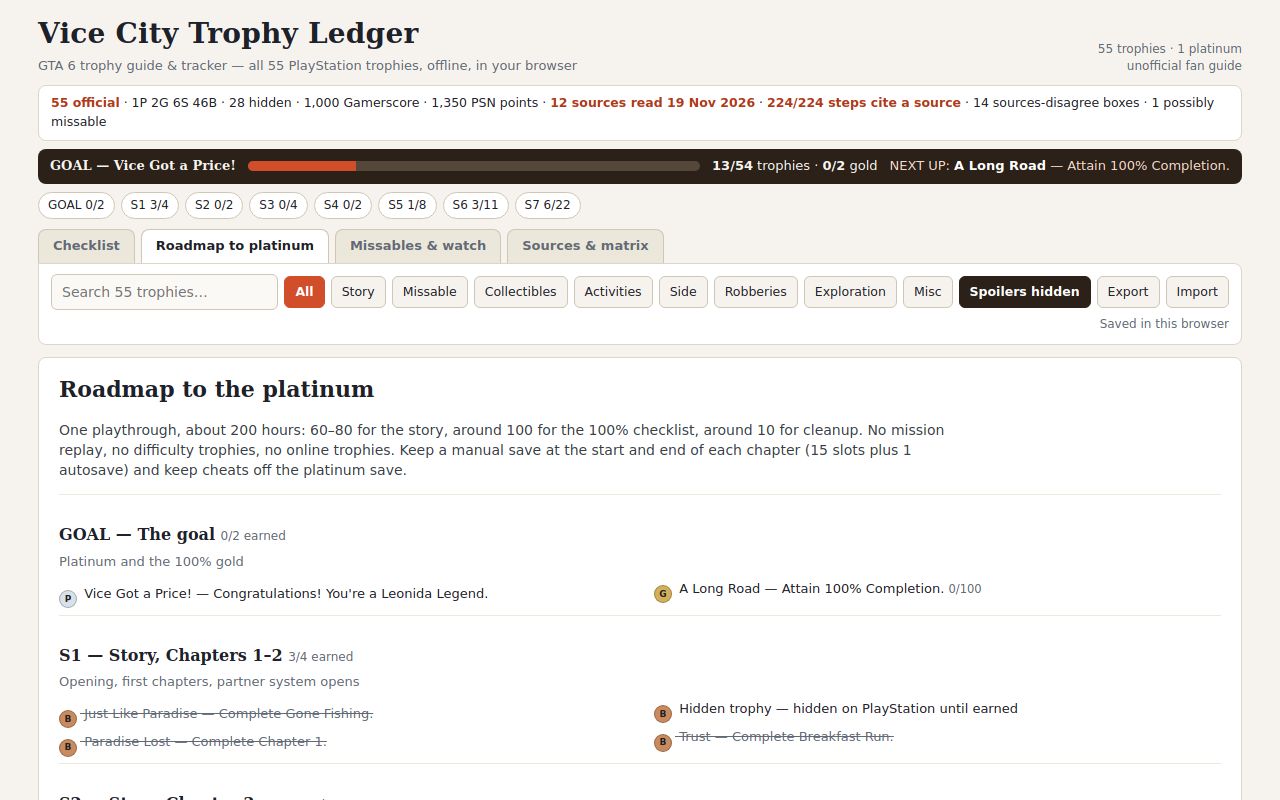 Vice City Trophy Ledger
GTA 6 trophy guide & tracker — all 55 PlayStation trophies, offline, in your browser
55 trophies · 1 platinum
unofficial fan guide
55 official · 1P 2G 6S 46B · 28 hidden · 1,000 Gamerscore · 1,350 PSN points · 12 sources read 19 Nov 2026 · 224/224 steps cite a source · 14 sources-disagree boxes · 1 possibly
missable
GOAL — Vice Got a Price! 13/54 trophies · 0/2 gold NEXT UP: A Long Road — Attain 100% Completion.
GOAL 0/2 S1 3/4 S2 0/2 S3 0/4 S4 0/2 S5 1/8 S6 3/11 S7 6/22
Checklist Roadmap to platinum Missables & watch Sources & matrix
Search 55 trophies... All Story Missable Collectibles Activities Side Robberies Exploration Misc Spoilers hidden Export Import
Saved in this browser
Roadmap to the platinum
One playthrough, about 200 hours: 60–80 for the story, around 100 for the 100% checklist, around 10 for cleanup. No mission
replay, no difficulty trophies, no online trophies. Keep a manual save at the start and end of each chapter (15 slots plus 1
autosave) and keep cheats off the platinum save.
GOAL — The goal 0/2 earned
Platinum and the 100% gold
P Vice Got a Price! — Congratulations! You're a Leonida Legend.
G A Long Road — Attain 100% Completion. 0/100
S1 — Story, Chapters 1–2 3/4 earned
Opening, first chapters, partner system opens
B Just Like Paradise — Complete Gone Fishing.
B Hidden trophy — hidden on PlayStation until earned
B Paradise Lost — Complete Chapter 1.
B Trust — Complete Breakfast Run.